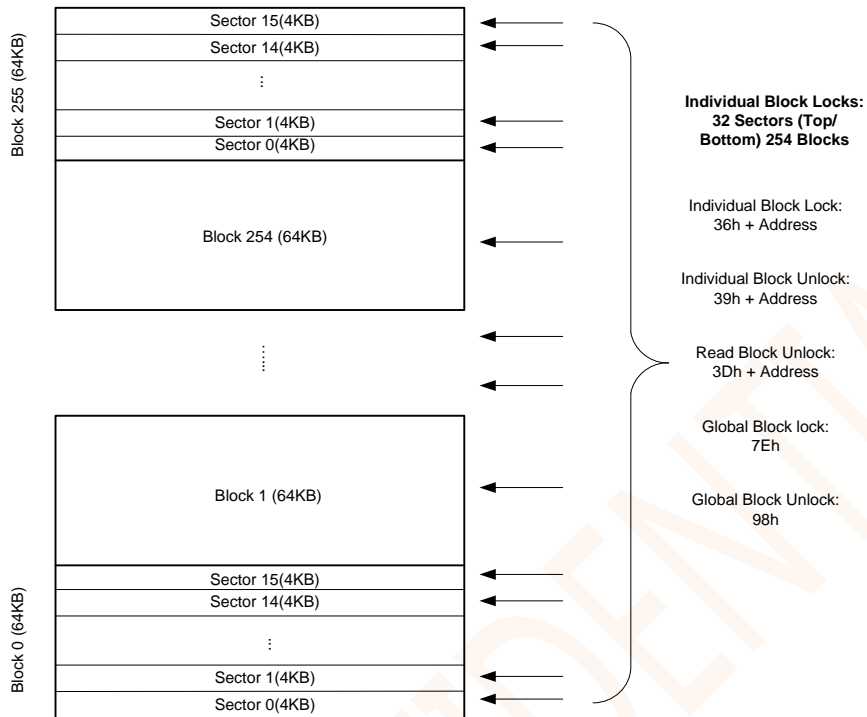 Block 255 (64KB)
Sector 15(4KB)
Sector 14(4KB)
...
Sector 1(4KB)
Sector 0(4KB)
Block 254 (64KB)
......
Block 1 (64KB)
Block 0 (64KB)
Sector 15(4KB)
Sector 14(4KB)
...
Sector 1(4KB)
Sector 0(4KB)
Individual Block Locks:
32 Sectors (Top/
Bottom) 254 Blocks
Individual Block Lock:
36h + Address
Individual Block Unlock:
39h + Address
Read Block Unlock:
3Dh + Address
Global Block lock:
7Eh
Global Block Unlock:
98h